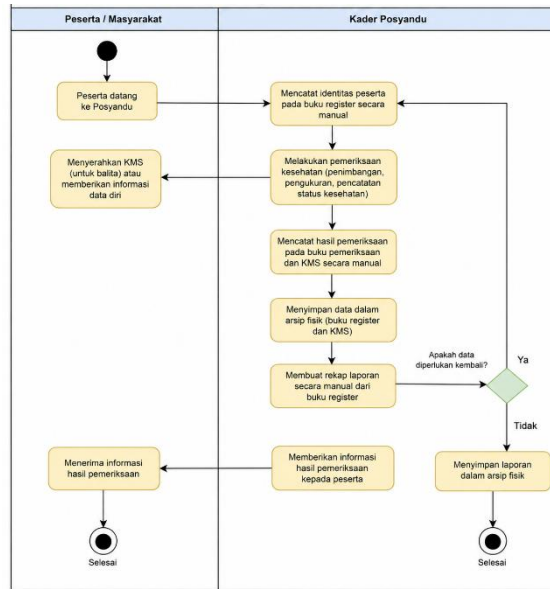 Peserta / Masyarakat
Kader Posyandu
Peserta datang
ke Posyandu
Mencatat identitas peserta
pada buku register secara
manual
Menyerahkan KMS
(untuk balita) atau
memberikan informasi
data diri
Melakukan pemeriksaan
kesehatan (penimbangan,
pengukuran, pencatatan
status kesehatan)
Mencatat hasil pemeriksaan
pada buku pemeriksaan
dan KMS secara manual
Menyimpan data dalam
arsip fisik (buku register
dan KMS)
Apakah data
diperlukan kembali?
Ya
Membuat rekap laporan
secara manual dari
buku register
Tidak
Menerima informasi
hasil pemeriksaan
Memberikan informasi
hasil pemeriksaan
kepada peserta
Menyimpan laporan
dalam arsip fisik
Selesai
Selesai